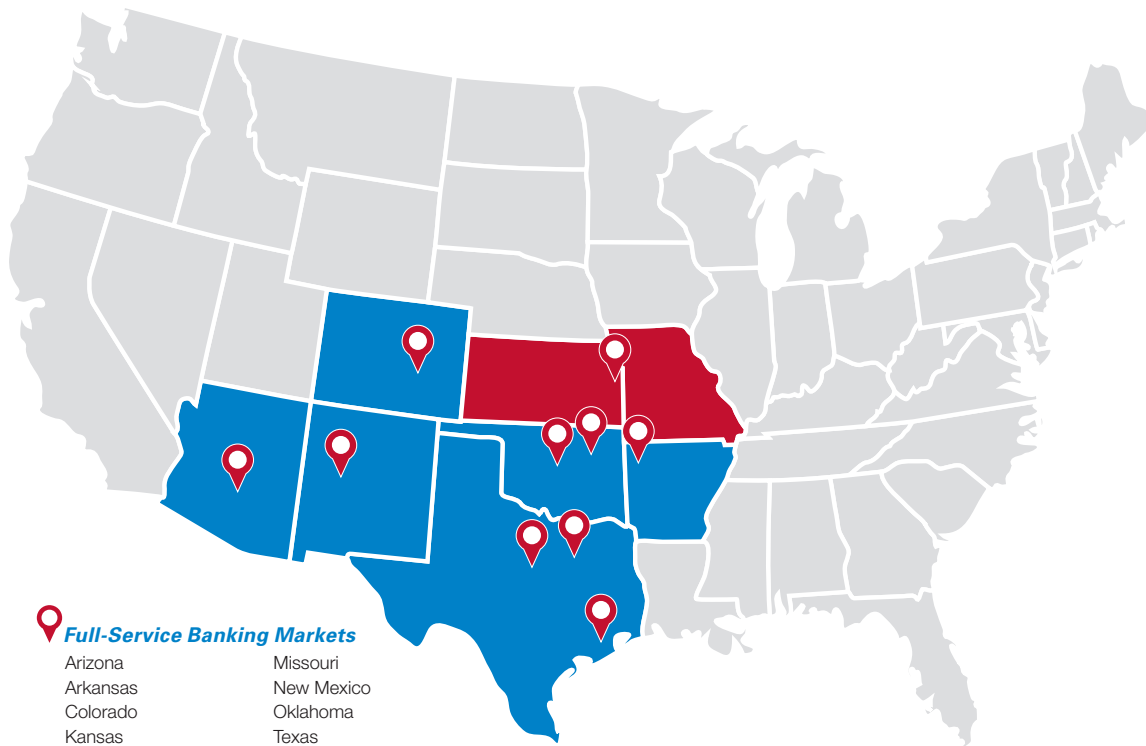 Full-Service Banking Markets
Arizona
Arkansas
Colorado
Kansas
Missouri
New Mexico
Oklahoma
Texas